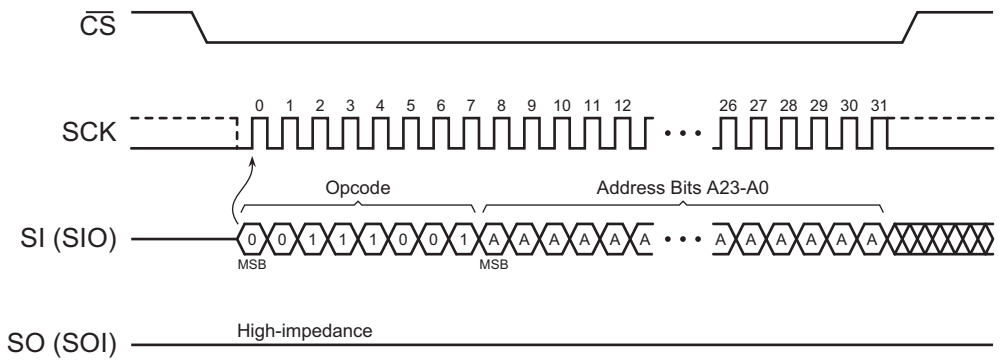 CS
0 1 2 3 4 5 6 7 8 9 10 11 12 26 27 28 29 30 31
SCK • • •
Opcode Address Bits A23-A0
SI (SIO) 0 0 1 1 1 0 0 1 A A A A A A • • • A A A A A A
MSB MSB
High-impedance
SO (SOI)